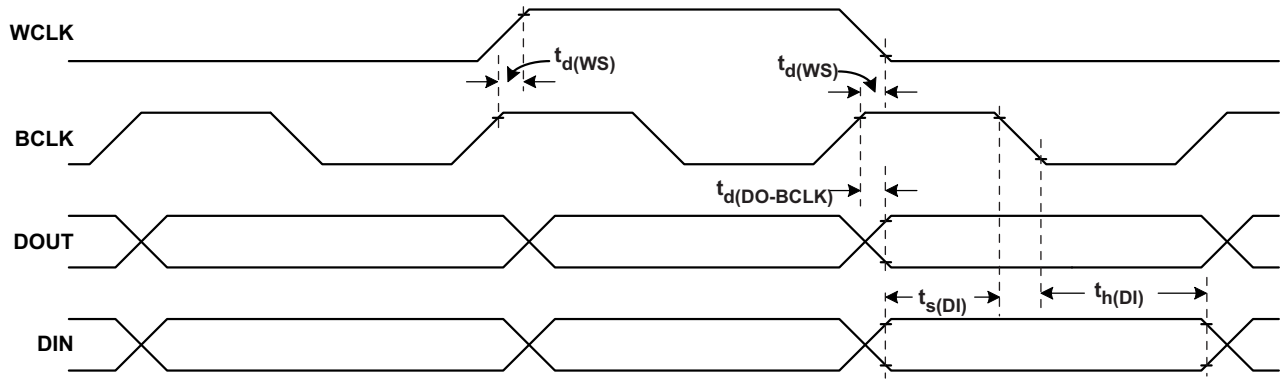 WCLK
td(WS)
td(WS)
BCLK
td(DO-BCLK)
DOUT
ts(DI)
th(DI)
DIN